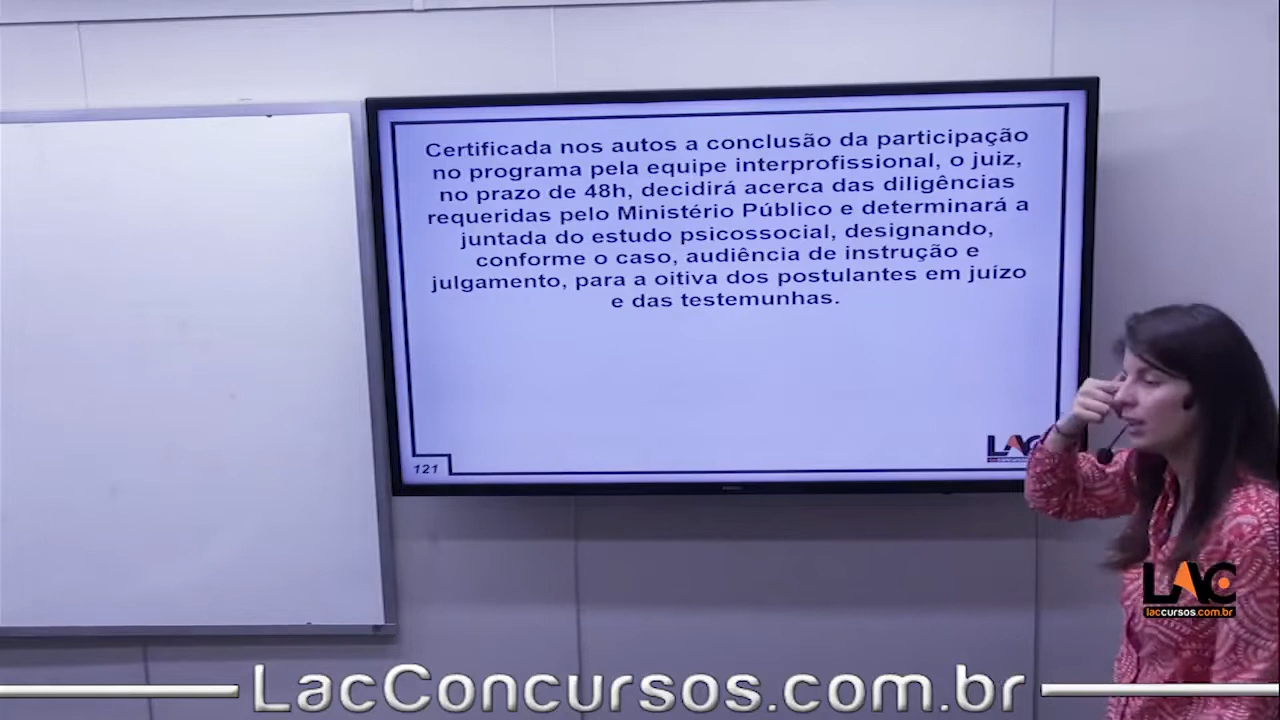 Certificada nos autos a conclusão da participação
no programa pela equipe interprofissional, o juiz,
no prazo de 48h, decidirá acerca das diligências
requeridas pelo Ministério Público e determinará a
juntada do estudo psicossocial, designando,
conforme o caso, audiência de instrução e
julgamento, para a oitiva dos postulantes em juízo
e das testemunhas.
121
LAC
LAC
laccursos.com.br
LacConcursos.com.br